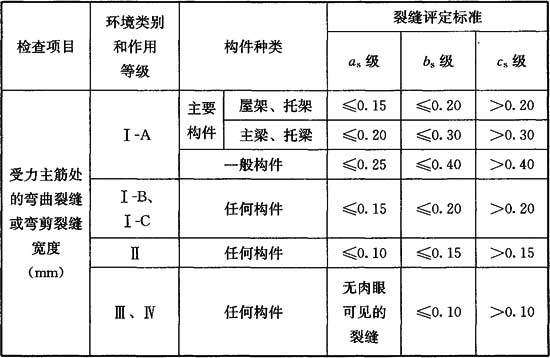 检查项目
环境类别
和作用
等级
构件种类
裂缝评定标准
aₛ级
bₛ级
cₛ级
受力主筋处
的弯曲裂缝
或弯剪裂缝
宽度
（mm）
Ⅰ-A
主要
构件
屋架、托架
≤0.15
≤0.20
>0.20
主梁、托梁
≤0.20
≤0.30
>0.30
一般构件
≤0.25
≤0.40
>0.40
Ⅰ-B、
Ⅰ-C
任何构件
≤0.15
≤0.20
>0.20
Ⅱ
任何构件
≤0.10
≤0.15
>0.15
Ⅲ、Ⅳ
任何构件
无肉眼
可见的
裂缝
≤0.10
>0.10